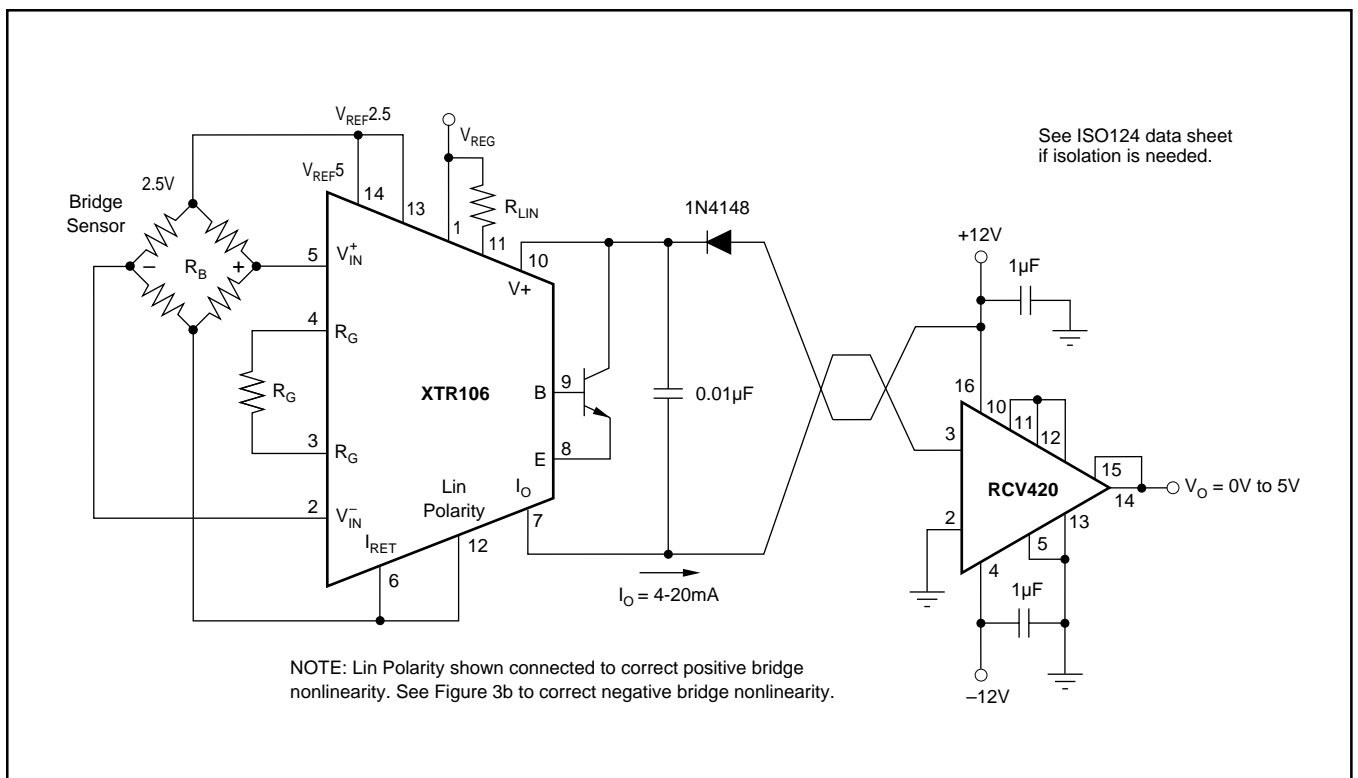 V_REF2.5
V_REG
See ISO124 data sheet
if isolation is needed.
V_REF5
2.5V
14
13
Bridge
Sensor
R_LIN
1N4148
1
11
+12V
5
V⁺_IN
10
1µF
–
R_B
+
V+
4
R_G
16
R_G
XTR106
B
9
0.01µF
10
11
3
12
3
R_G
E
8
15
RCV420
14
V_O = 0V to 5V
I_O
Lin
Polarity
2
V⁻_IN
7
2
13
I_RET
12
5
4
6
I_O = 4-20mA
1µF
NOTE: Lin Polarity shown connected to correct positive bridge
nonlinearity. See Figure 3b to correct negative bridge nonlinearity.
–12V